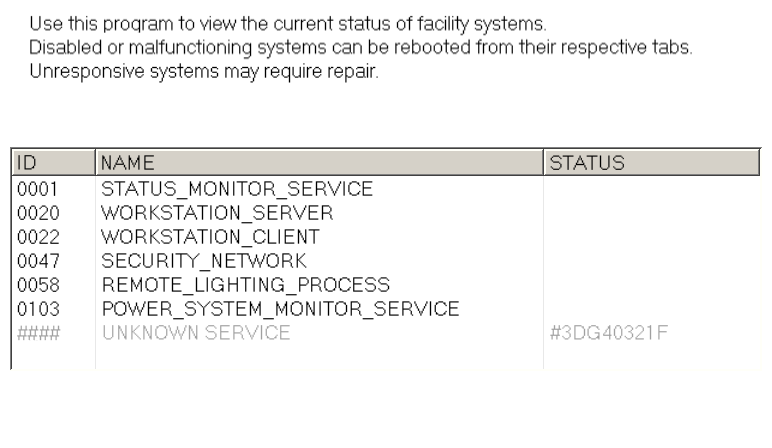 Use this program to view the current status of facility systems.
Disabled or malfunctioning systems can be rebooted from their respective tabs.
Unresponsive systems may require repair.
ID NAME STATUS
0001 STATUS_MONITOR_SERVICE
0020 WORKSTATION_SERVER
0022 WORKSTATION_CLIENT
0047 SECURITY_NETWORK
0058 REMOTE_LIGHTING_PROCESS
0103 POWER_SYSTEM_MONITOR_SERVICE
#### UNKNOWN SERVICE #3DG40321F